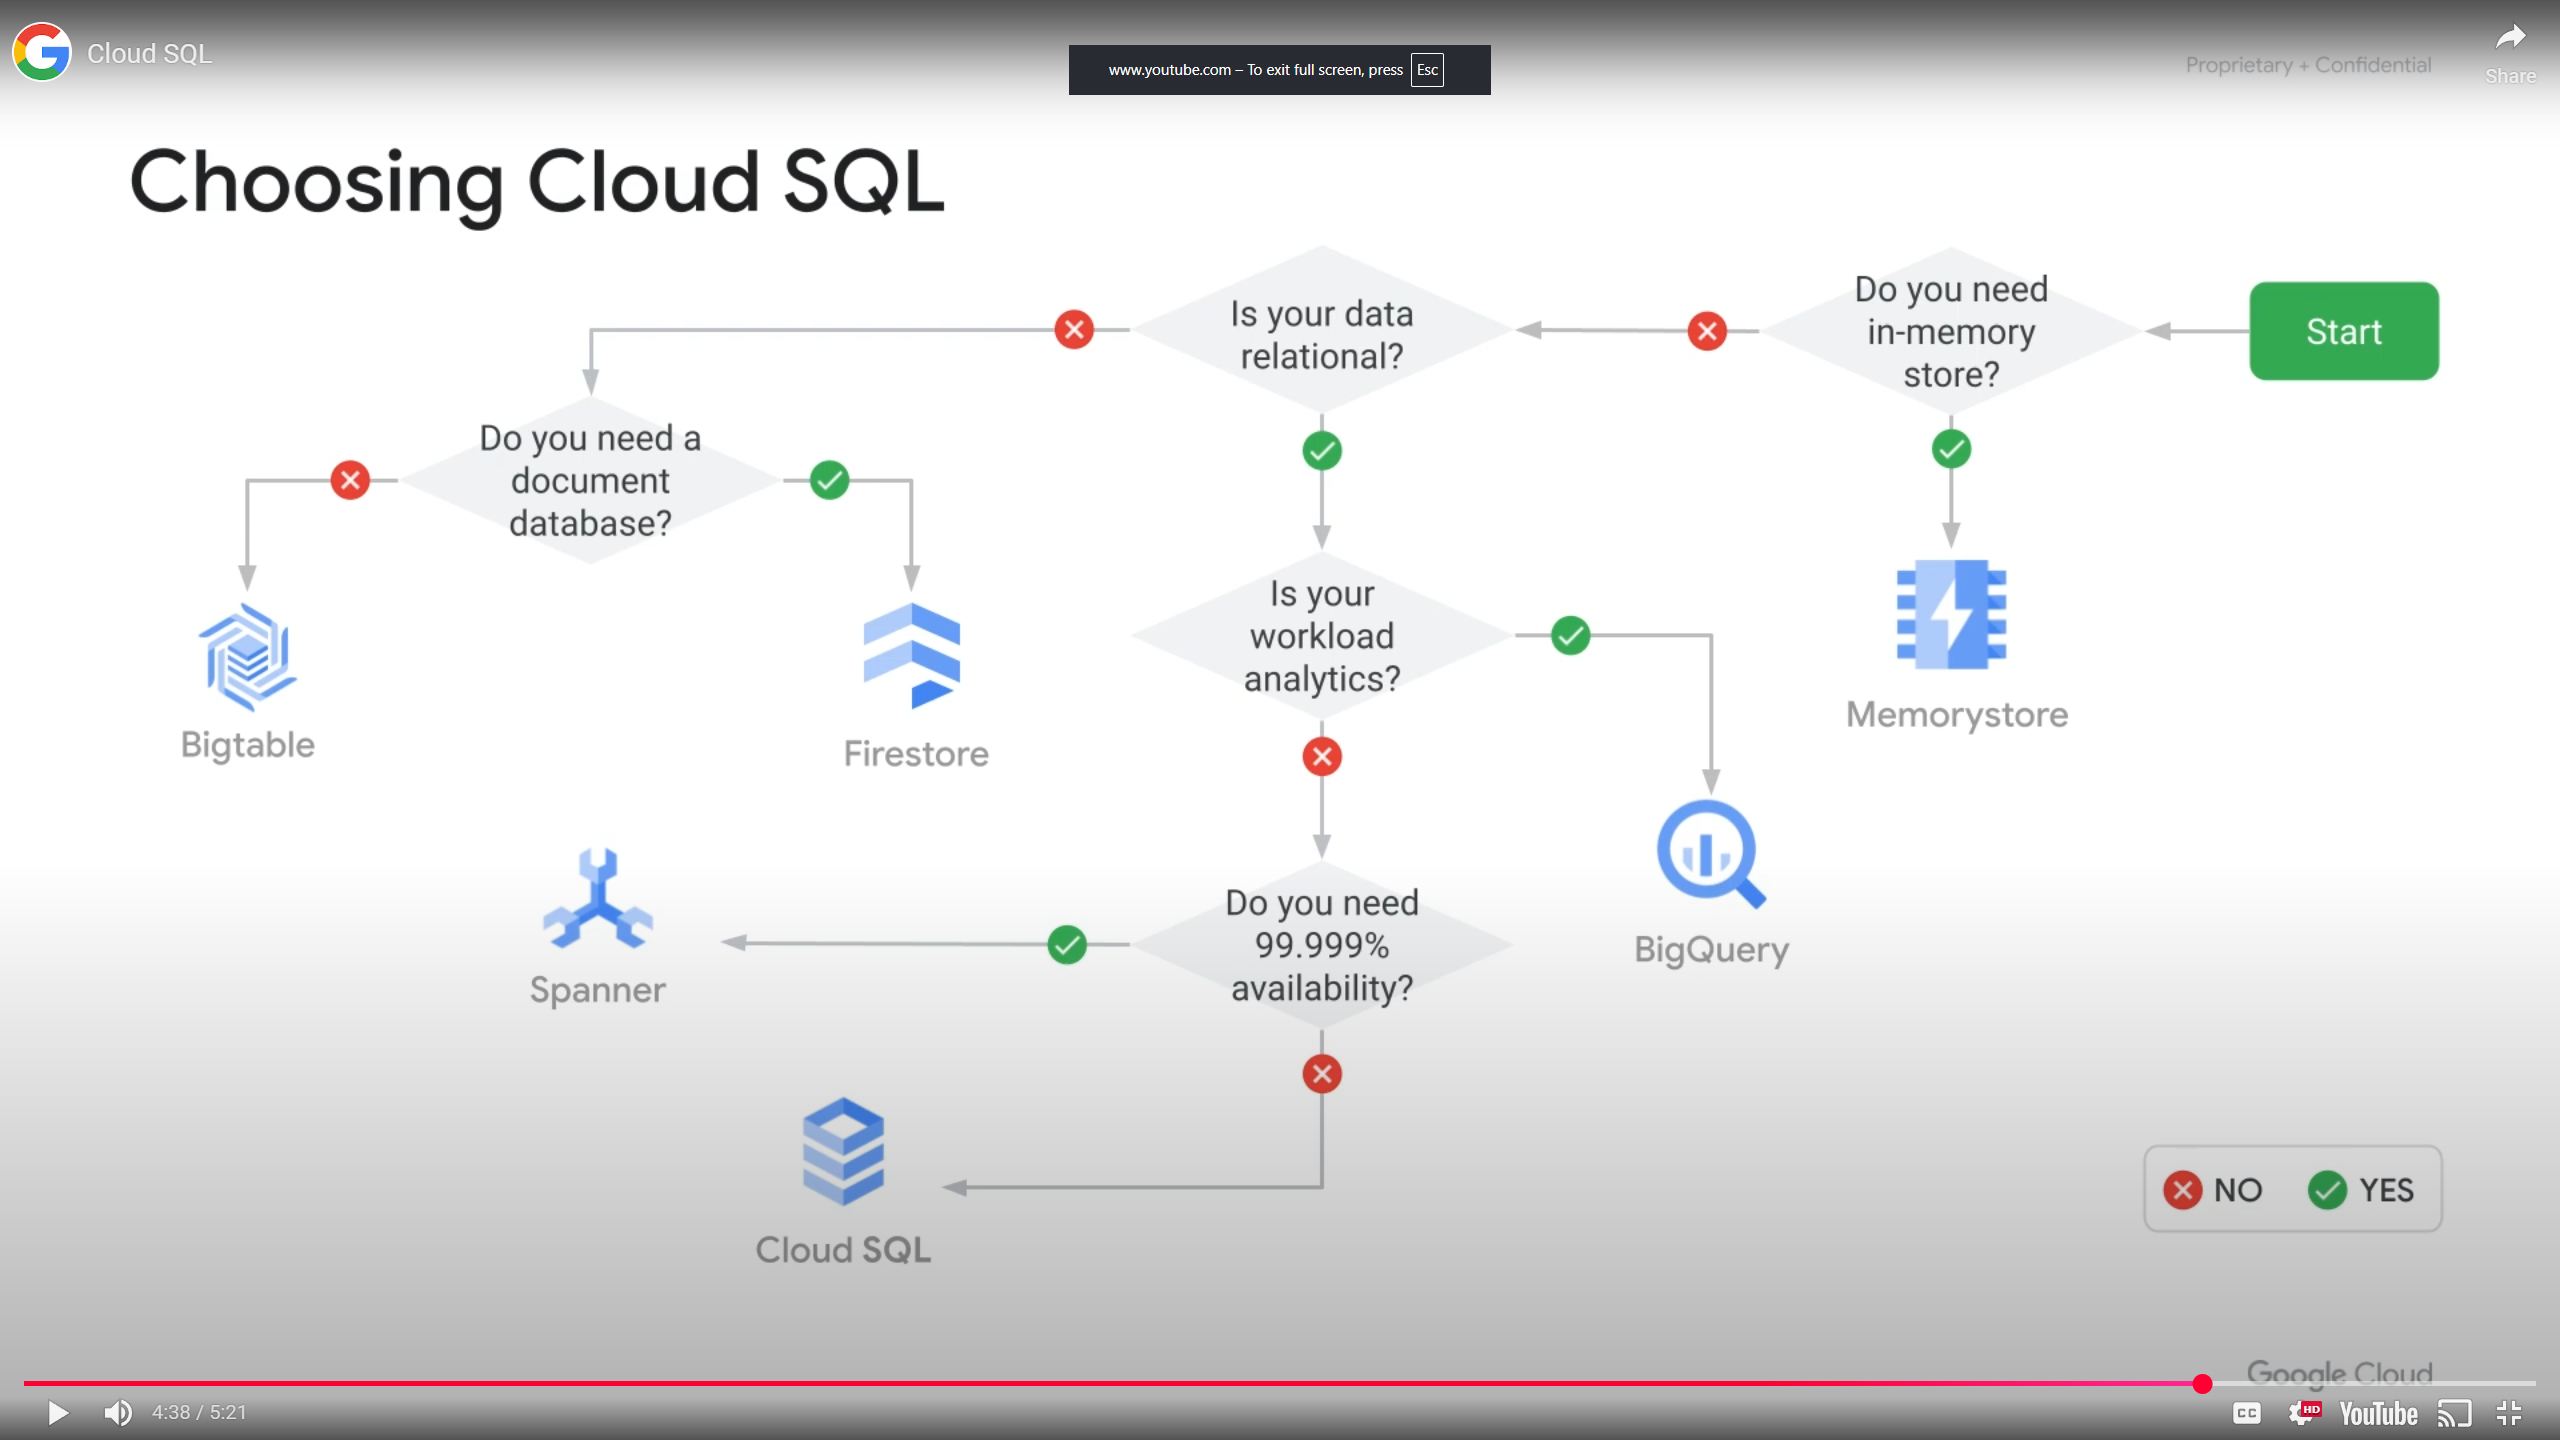 Cloud SQL
www.youtube.com – To exit full screen, press Esc
Proprietary + Confidential
Share
Choosing Cloud SQL
Is your data
relational?
Do you need
in-memory
store?
Start
Do you need a
document
database?
Is your
workload
analytics?
Bigtable
Firestore
Memorystore
Do you need
99.999%
availability?
Spanner
BigQuery
Cloud SQL
NO YES
Google Cloud
4:38 / 5:21
CC
HD
YouTube